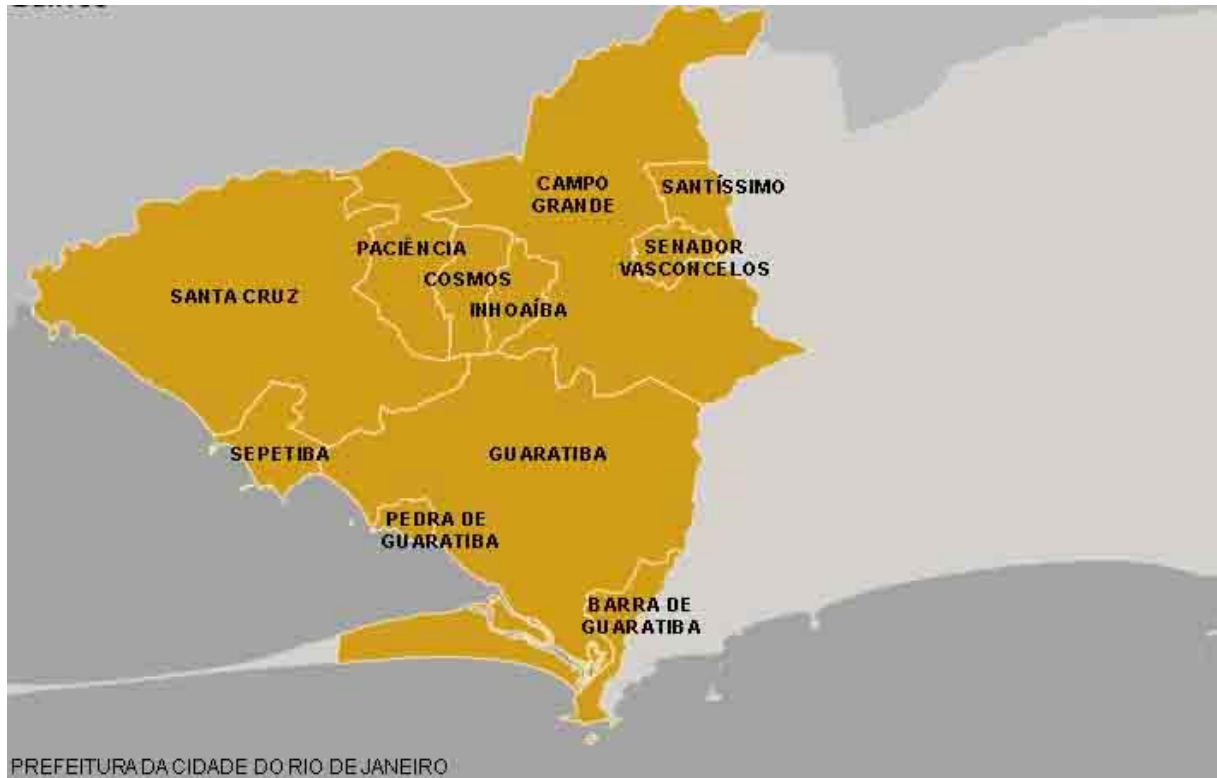 CAMPO
GRANDE
SANTÍSSIMO
PACIÊNCIA
SENADOR
VASCONCELOS
COSMOS
SANTA CRUZ
INHOAÍBA
SEPETIBA
GUARATIBA
PEDRA DE
GUARATIBA
BARRA DE
GUARATIBA
PREFEITURA DA CIDADE DO RIO DE JANEIRO